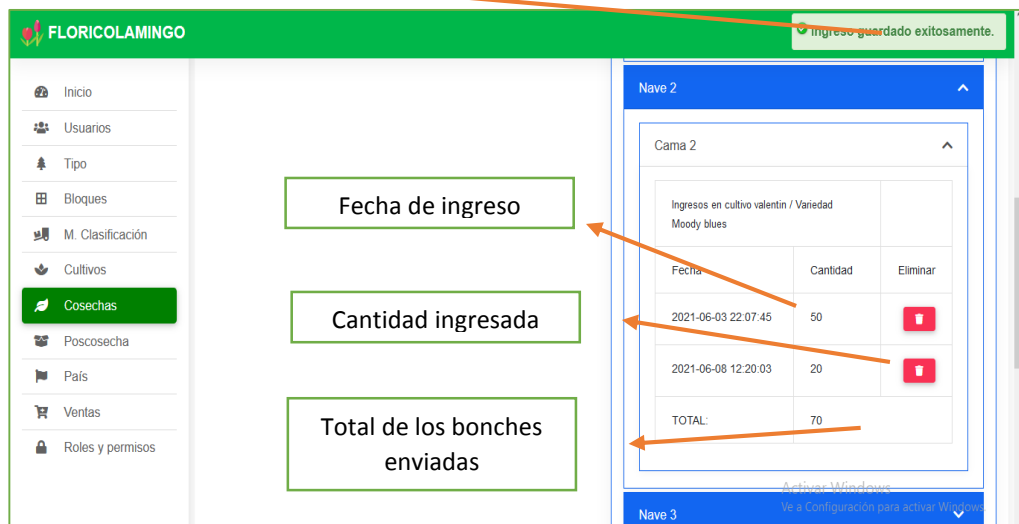 FLORICOLAMINGO
Ingreso guardado exitosamente.
Inicio
Usuarios
Tipo
Bloques
M. Clasificación
Cultivos
Cosechas
Poscosecha
País
Ventas
Roles y permisos
Fecha de ingreso
Cantidad ingresada
Total de los bonches
enviadas
Nave 2
Cama 2
Ingresos en cultivo valentin / Variedad
Moody blues
Fecha Cantidad Eliminar
2021-06-03 22:07:45 50
2021-06-08 12:20:03 20
TOTAL: 70
Activar Windows
Ve a Configuración para activar Windows.
Nave 3